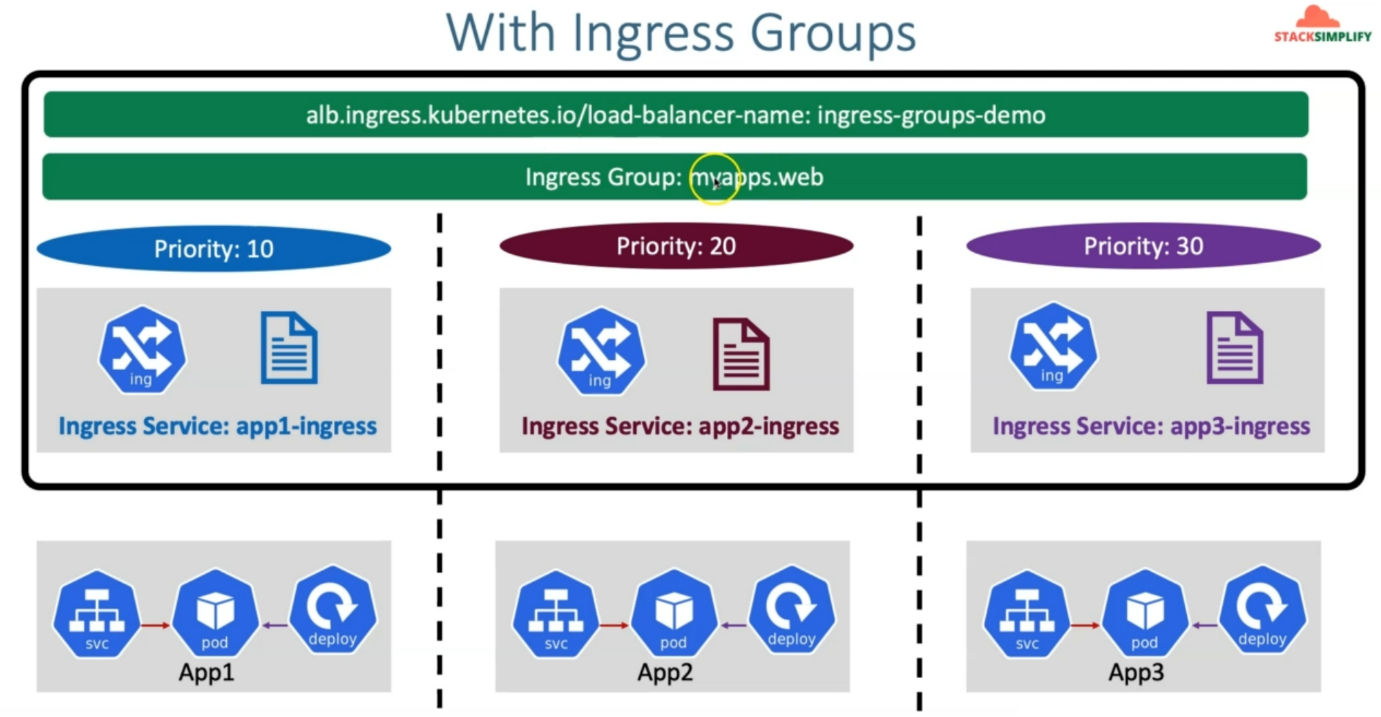 With Ingress Groups
STACKSIMPLIFY
alb.ingress.kubernetes.io/load-balancer-name: ingress-groups-demo
Ingress Group: myapps.web
Priority: 10
Priority: 20
Priority: 30
ing
ing
ing
Ingress Service: app1-ingress
Ingress Service: app2-ingress
Ingress Service: app3-ingress
svc
pod
deploy
App1
svc
pod
deploy
App2
svc
pod
deploy
App3